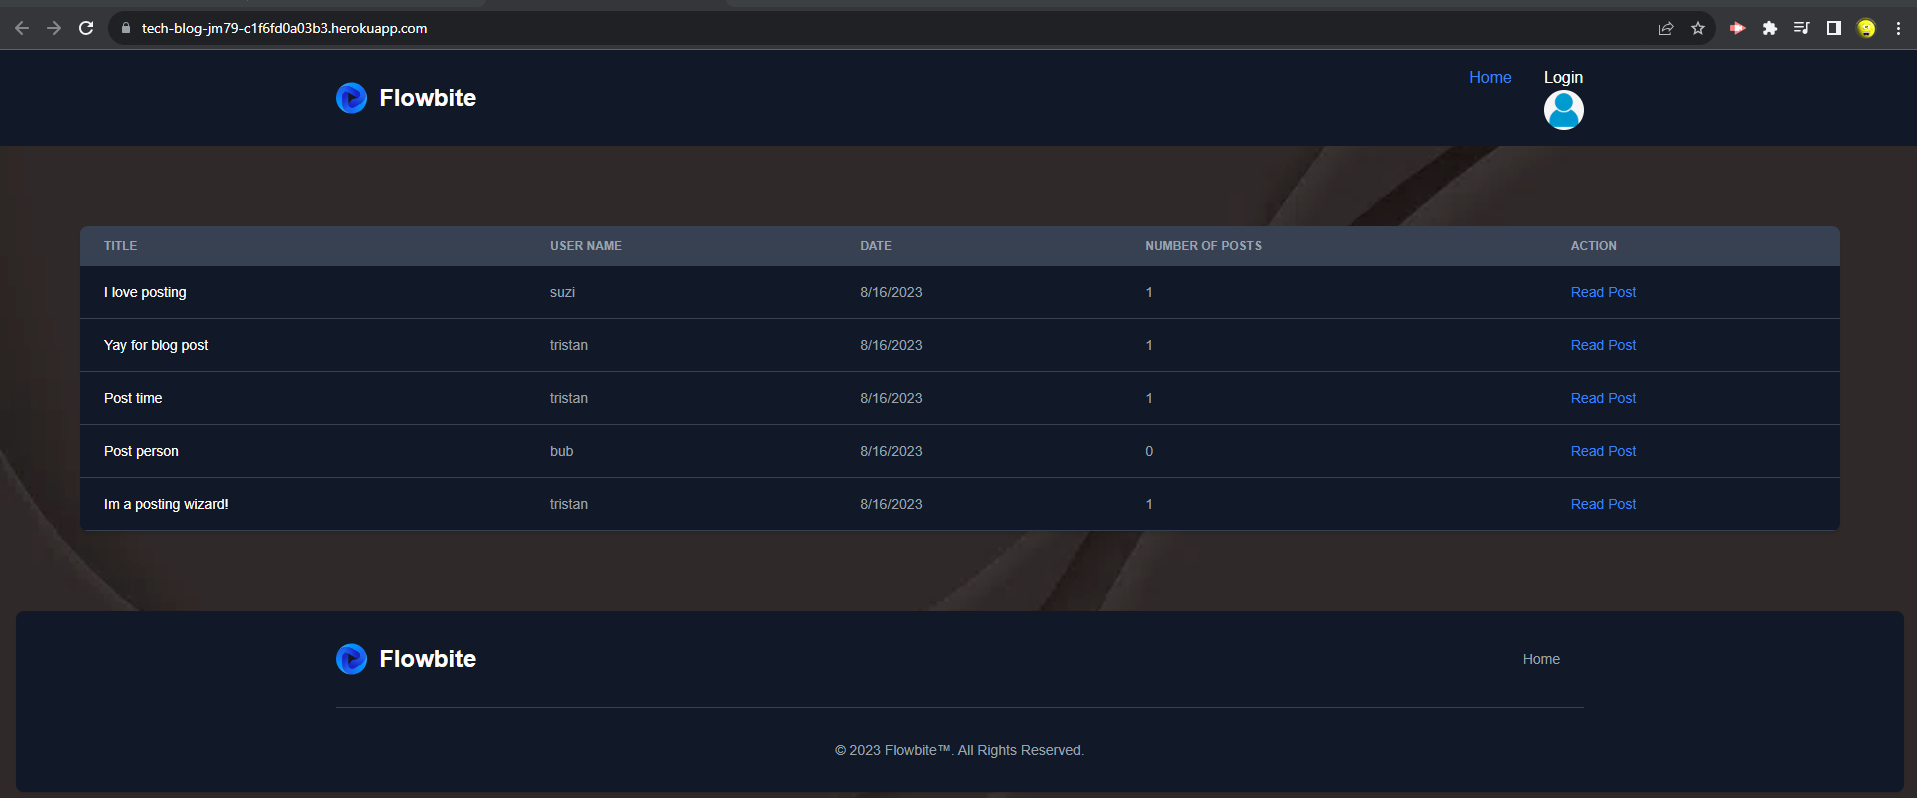 tech-blog-jm79-c1f6fd0a03b3.herokuapp.com
Flowbite
Home Login
TITLE USER NAME DATE NUMBER OF POSTS ACTION
I love posting suzi 8/16/2023 1 Read Post
Yay for blog post tristan 8/16/2023 1 Read Post
Post time tristan 8/16/2023 1 Read Post
Post person bub 8/16/2023 0 Read Post
Im a posting wizard! tristan 8/16/2023 1 Read Post
Flowbite Home
© 2023 Flowbite™. All Rights Reserved.